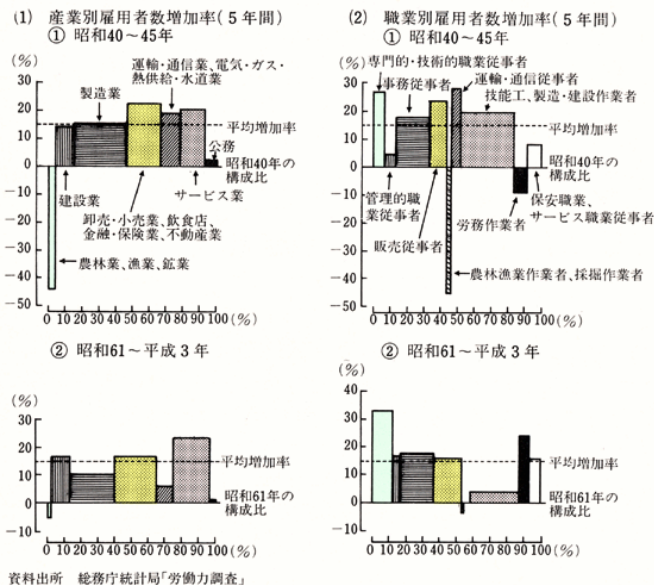 (1) 産業別雇用者数増加率(5年間)
① 昭和40～45年
(%)
30
20
10
0
-10
-20
-30
-40
-50
運輸・通信業、電気・ガス・
熱供給・水道業
製造業
平均増加率
公務
昭和40年の
構成比
サービス業
建設業
卸売・小売業、飲食店、
金融・保険業、不動産業
農林業、漁業、鉱業
0 10 20 30 40 50 60 70 80 90 100 (%)
② 昭和61～平成3年
(%)
30
20
10
0
-10
平均増加率
昭和61年の
構成比
0 10 20 30 40 50 60 70 80 90 100 (%)
(2) 職業別雇用者数増加率(5年間)
① 昭和40～45年
(%)
30
20
10
0
-10
-20
-30
-40
-50
専門的・技術的職業従事者
事務従事者
運輸・通信従事者
技能工、製造・建設作業者
平均増加率
昭和40年の
構成比
管理的職
業従事者
販売従事者
労務作業者
保安職業、
サービス職業従事者
農林漁業作業者、採掘作業者
0 10 20 30 40 50 60 70 80 90 100 (%)
② 昭和61～平成3年
(%)
40
30
20
10
0
-10
平均増加率
昭和61年の
構成比
0 10 20 30 40 50 60 70 80 90 100 (%)
資料出所 総務庁統計局「労働力調査」